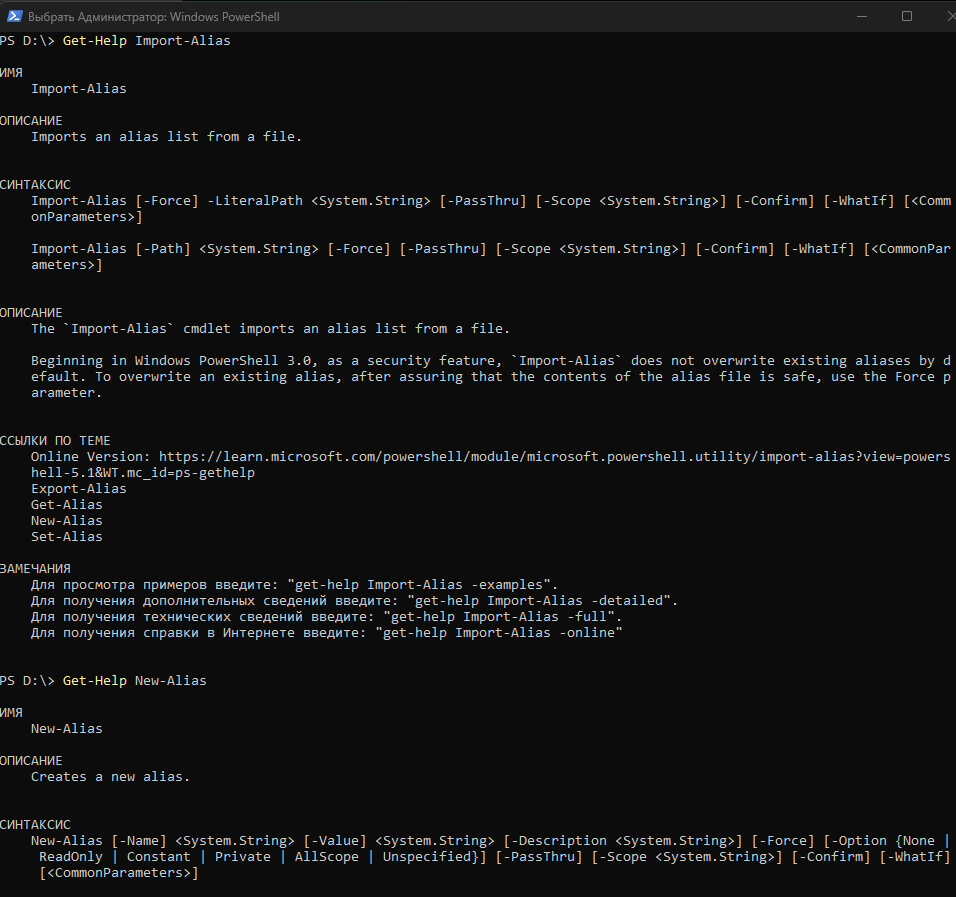 Выбрать Администратор: Windows PowerShell
PS D:\> Get-Help Import-Alias
ИМЯ
Import-Alias
ОПИСАНИЕ
Imports an alias list from a file.
СИНТАКСИС
Import-Alias [-Force] -LiteralPath <System.String> [-PassThru] [-Scope <System.String>] [-Confirm] [-WhatIf] [<Comm
onParameters>]
Import-Alias [-Path] <System.String> [-Force] [-PassThru] [-Scope <System.String>] [-Confirm] [-WhatIf] [<CommonPar
ameters>]
ОПИСАНИЕ
The `Import-Alias` cmdlet imports an alias list from a file.
Beginning in Windows PowerShell 3.0, as a security feature, `Import-Alias` does not overwrite existing aliases by d
efault. To overwrite an existing alias, after assuring that the contents of the alias file is safe, use the Force p
arameter.
ССЫЛКИ ПО ТЕМЕ
Online Version: https://learn.microsoft.com/powershell/module/microsoft.powershell.utility/import-alias?view=powers
hell-5.1&WT.mc_id=ps-gethelp
Export-Alias
Get-Alias
New-Alias
Set-Alias
ЗАМЕЧАНИЯ
Для просмотра примеров введите: "get-help Import-Alias -examples".
Для получения дополнительных сведений введите: "get-help Import-Alias -detailed".
Для получения технических сведений введите: "get-help Import-Alias -full".
Для получения справки в Интернете введите: "get-help Import-Alias -online"
PS D:\> Get-Help New-Alias
ИМЯ
New-Alias
ОПИСАНИЕ
Creates a new alias.
СИНТАКСИС
New-Alias [-Name] <System.String> [-Value] <System.String> [-Description <System.String>] [-Force] [-Option {None |
ReadOnly | Constant | Private | AllScope | Unspecified}] [-PassThru] [-Scope <System.String>] [-Confirm] [-WhatIf]
[<CommonParameters>]